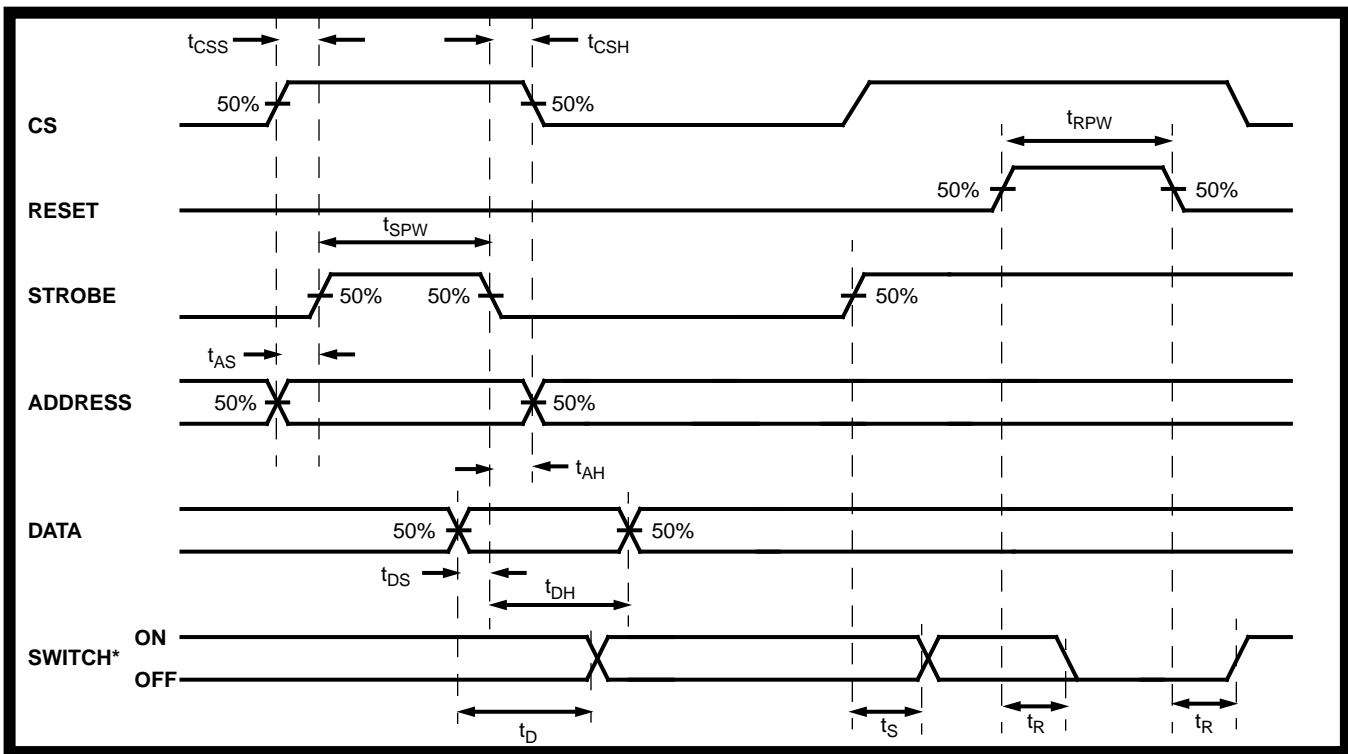 tCSS tCSH
50% 50%
CS
tRPW
50% 50%
RESET
tSPW
STROBE 50% 50% 50%
tAS
ADDRESS 50% 50%
tAH
DATA 50% 50%
tDS tDH
ON
SWITCH*
OFF
tD tS tR tR